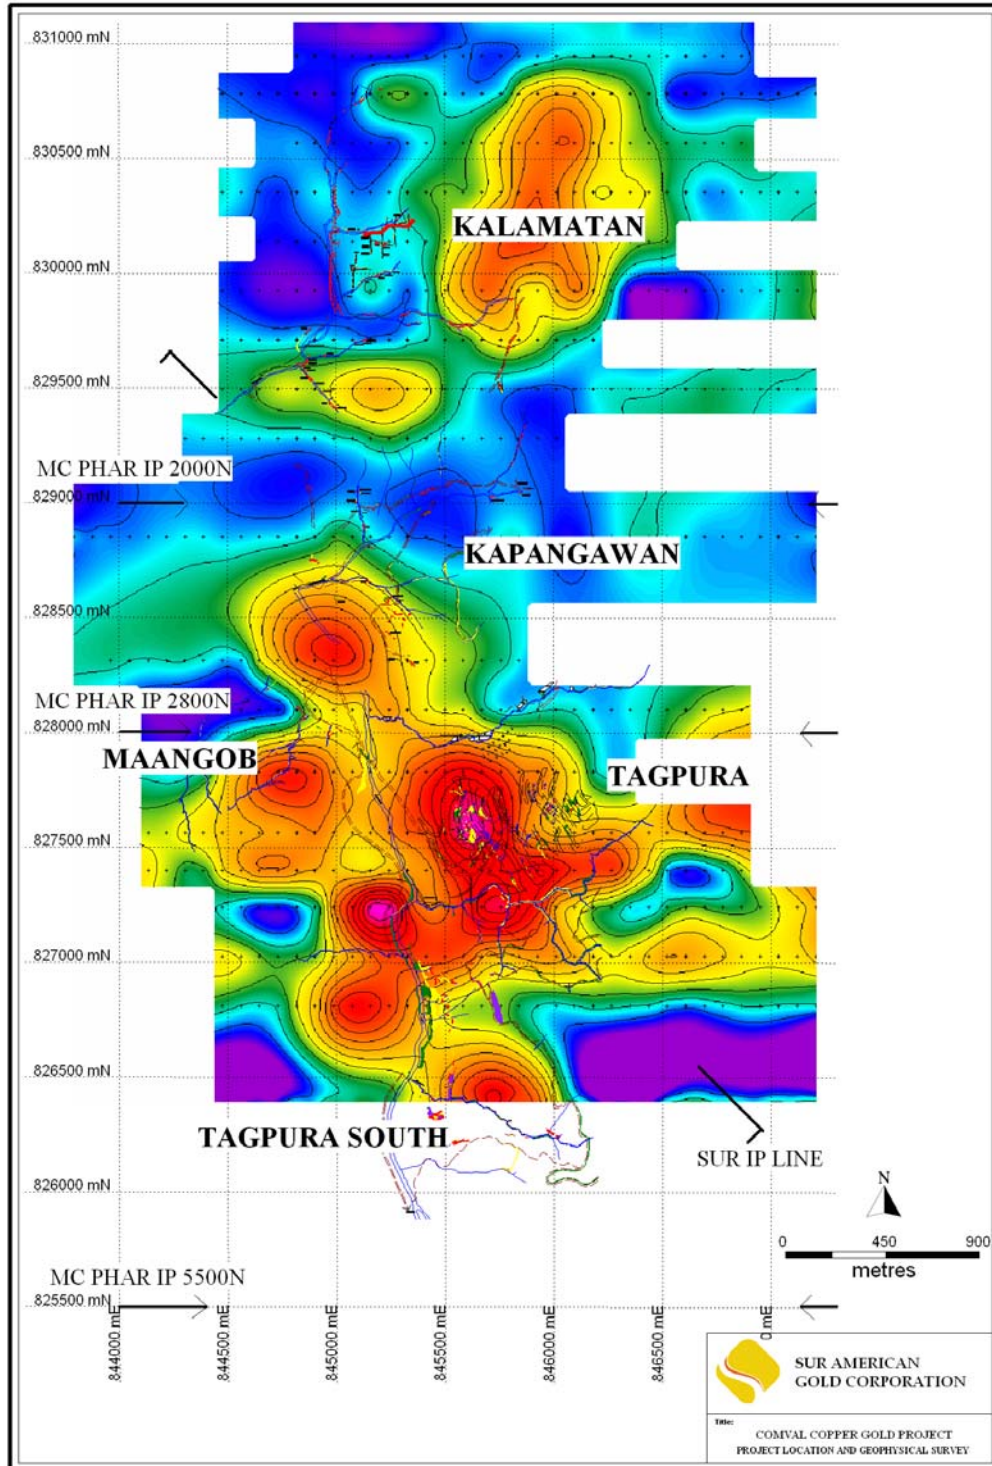 831000 mN
830500 mN
KALAMATAN
830000 mN
829500 mN
MC PHAR IP 2000N
829000 mN
KAPANGAWAN
828500 mN
MC PHAR IP 2800N
828000 mN
MAANGOB
TAGPURA
827500 mN
827000 mN
826500 mN
TAGPURA SOUTH
SUR IP LINE
826000 mN
N
0 450 900
metres
MC PHAR IP 5500N
825500 mN
844000 mE
844500 mE
845000 mE
845500 mE
846000 mE
846500 mE
0 mE
SUR AMERICAN
GOLD CORPORATION
Title:
COMVAL COPPER GOLD PROJECT
PROJECT LOCATION AND GEOPHYSICAL SURVEY